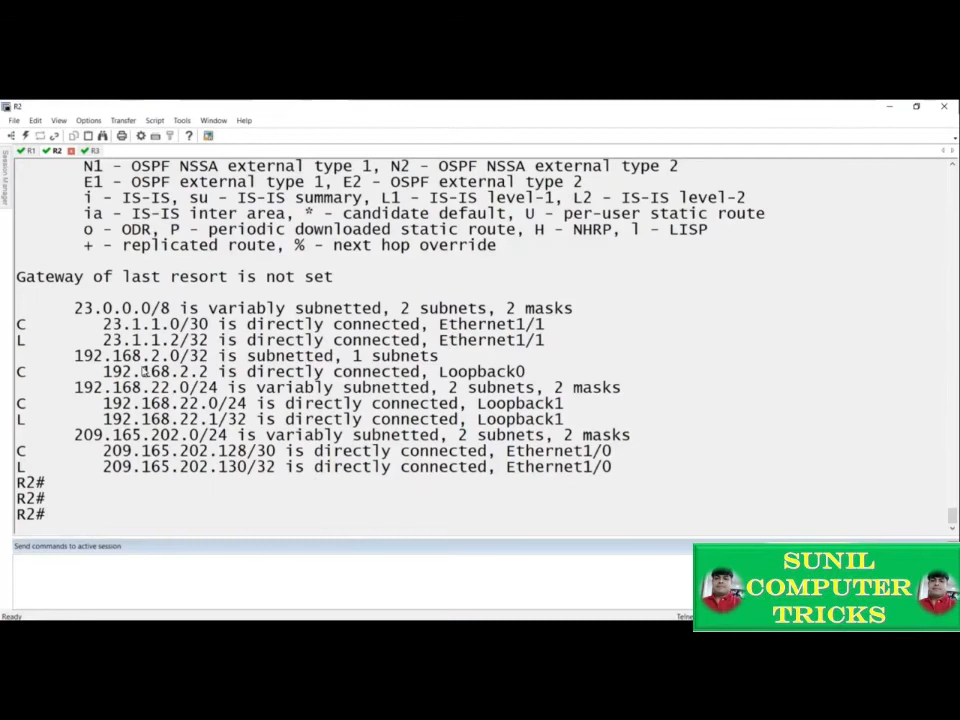 R2
File Edit View Options Transfer Script Tools Window Help
R1 R2 R3
Session Manager
N1 - OSPF NSSA external type 1, N2 - OSPF NSSA external type 2
E1 - OSPF external type 1, E2 - OSPF external type 2
i - IS-IS, su - IS-IS summary, L1 - IS-IS level-1, L2 - IS-IS level-2
ia - IS-IS inter area, * - candidate default, U - per-user static route
o - ODR, P - periodic downloaded static route, H - NHRP, l - LISP
+ - replicated route, % - next hop override
Gateway of last resort is not set
23.0.0.0/8 is variably subnetted, 2 subnets, 2 masks
C 23.1.1.0/30 is directly connected, Ethernet1/1
L 23.1.1.2/32 is directly connected, Ethernet1/1
192.168.2.0/32 is subnetted, 1 subnets
C 192.168.2.2 is directly connected, Loopback0
192.168.22.0/24 is variably subnetted, 2 subnets, 2 masks
C 192.168.22.0/24 is directly connected, Loopback1
L 192.168.22.1/32 is directly connected, Loopback1
209.165.202.0/24 is variably subnetted, 2 subnets, 2 masks
C 209.165.202.128/30 is directly connected, Ethernet1/0
L 209.165.202.130/32 is directly connected, Ethernet1/0
R2#
R2#
R2#
Send commands to active session
Ready
Telne
SUNIL
COMPUTER
TRICKS